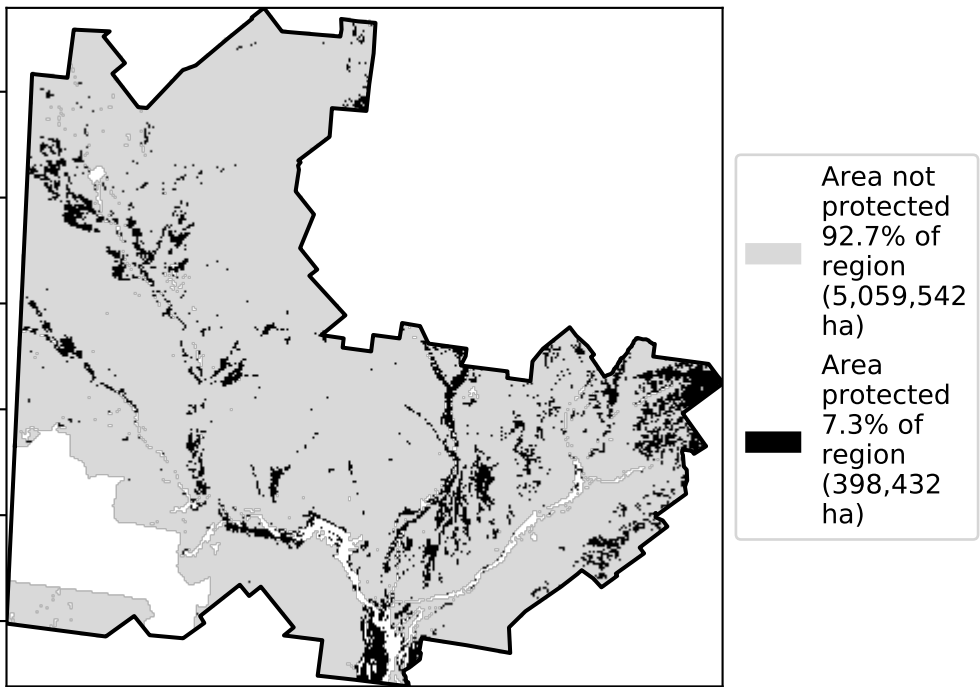 Area not
protected
92.7% of
region
(5,059,542
ha)
Area
protected
7.3% of
region
(398,432
ha)